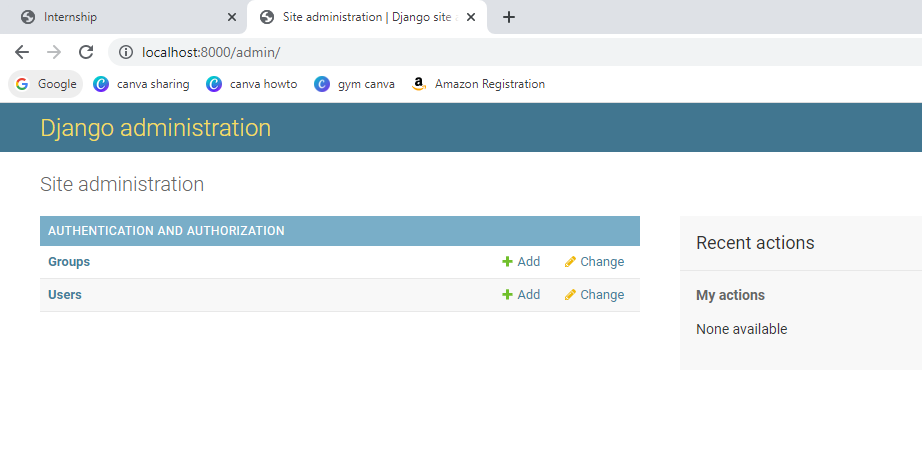 Internship
Site administration | Django site a
localhost:8000/admin/
Google canva sharing canva howto gym canva Amazon Registration
Django administration
Site administration
AUTHENTICATION AND AUTHORIZATION
Groups Add Change
Users Add Change
Recent actions
My actions
None available